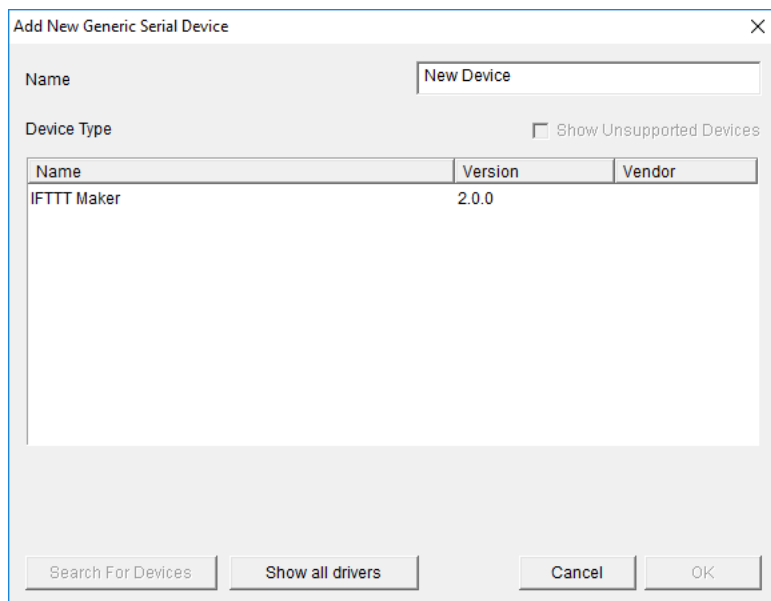 Add New Generic Serial Device
Name New Device
Device Type Show Unsupported Devices
Name Version Vendor
IFTTT Maker 2.0.0
Search For Devices Show all drivers Cancel OK